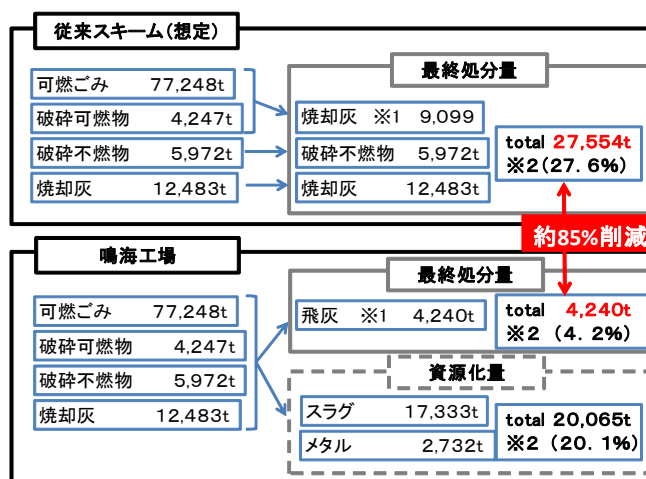 従来スキーム(想定)
最終処分量
可燃ごみ 77,248t
破砕可燃物 4,247t
破砕不燃物 5,972t
焼却灰 12,483t
焼却灰 ※1 9,099
破砕不燃物 5,972t
焼却灰 12,483t
total 27,554t
※2(27.6%)
約85%削減
鳴海工場
最終処分量
可燃ごみ 77,248t
破砕可燃物 4,247t
破砕不燃物 5,972t
焼却灰 12,483t
飛灰 ※1 4,240t
total 4,240t
※2 (4.2%)
資源化量
スラグ 17,333t
メタル 2,732t
total 20,065t
※2 (20.1%)